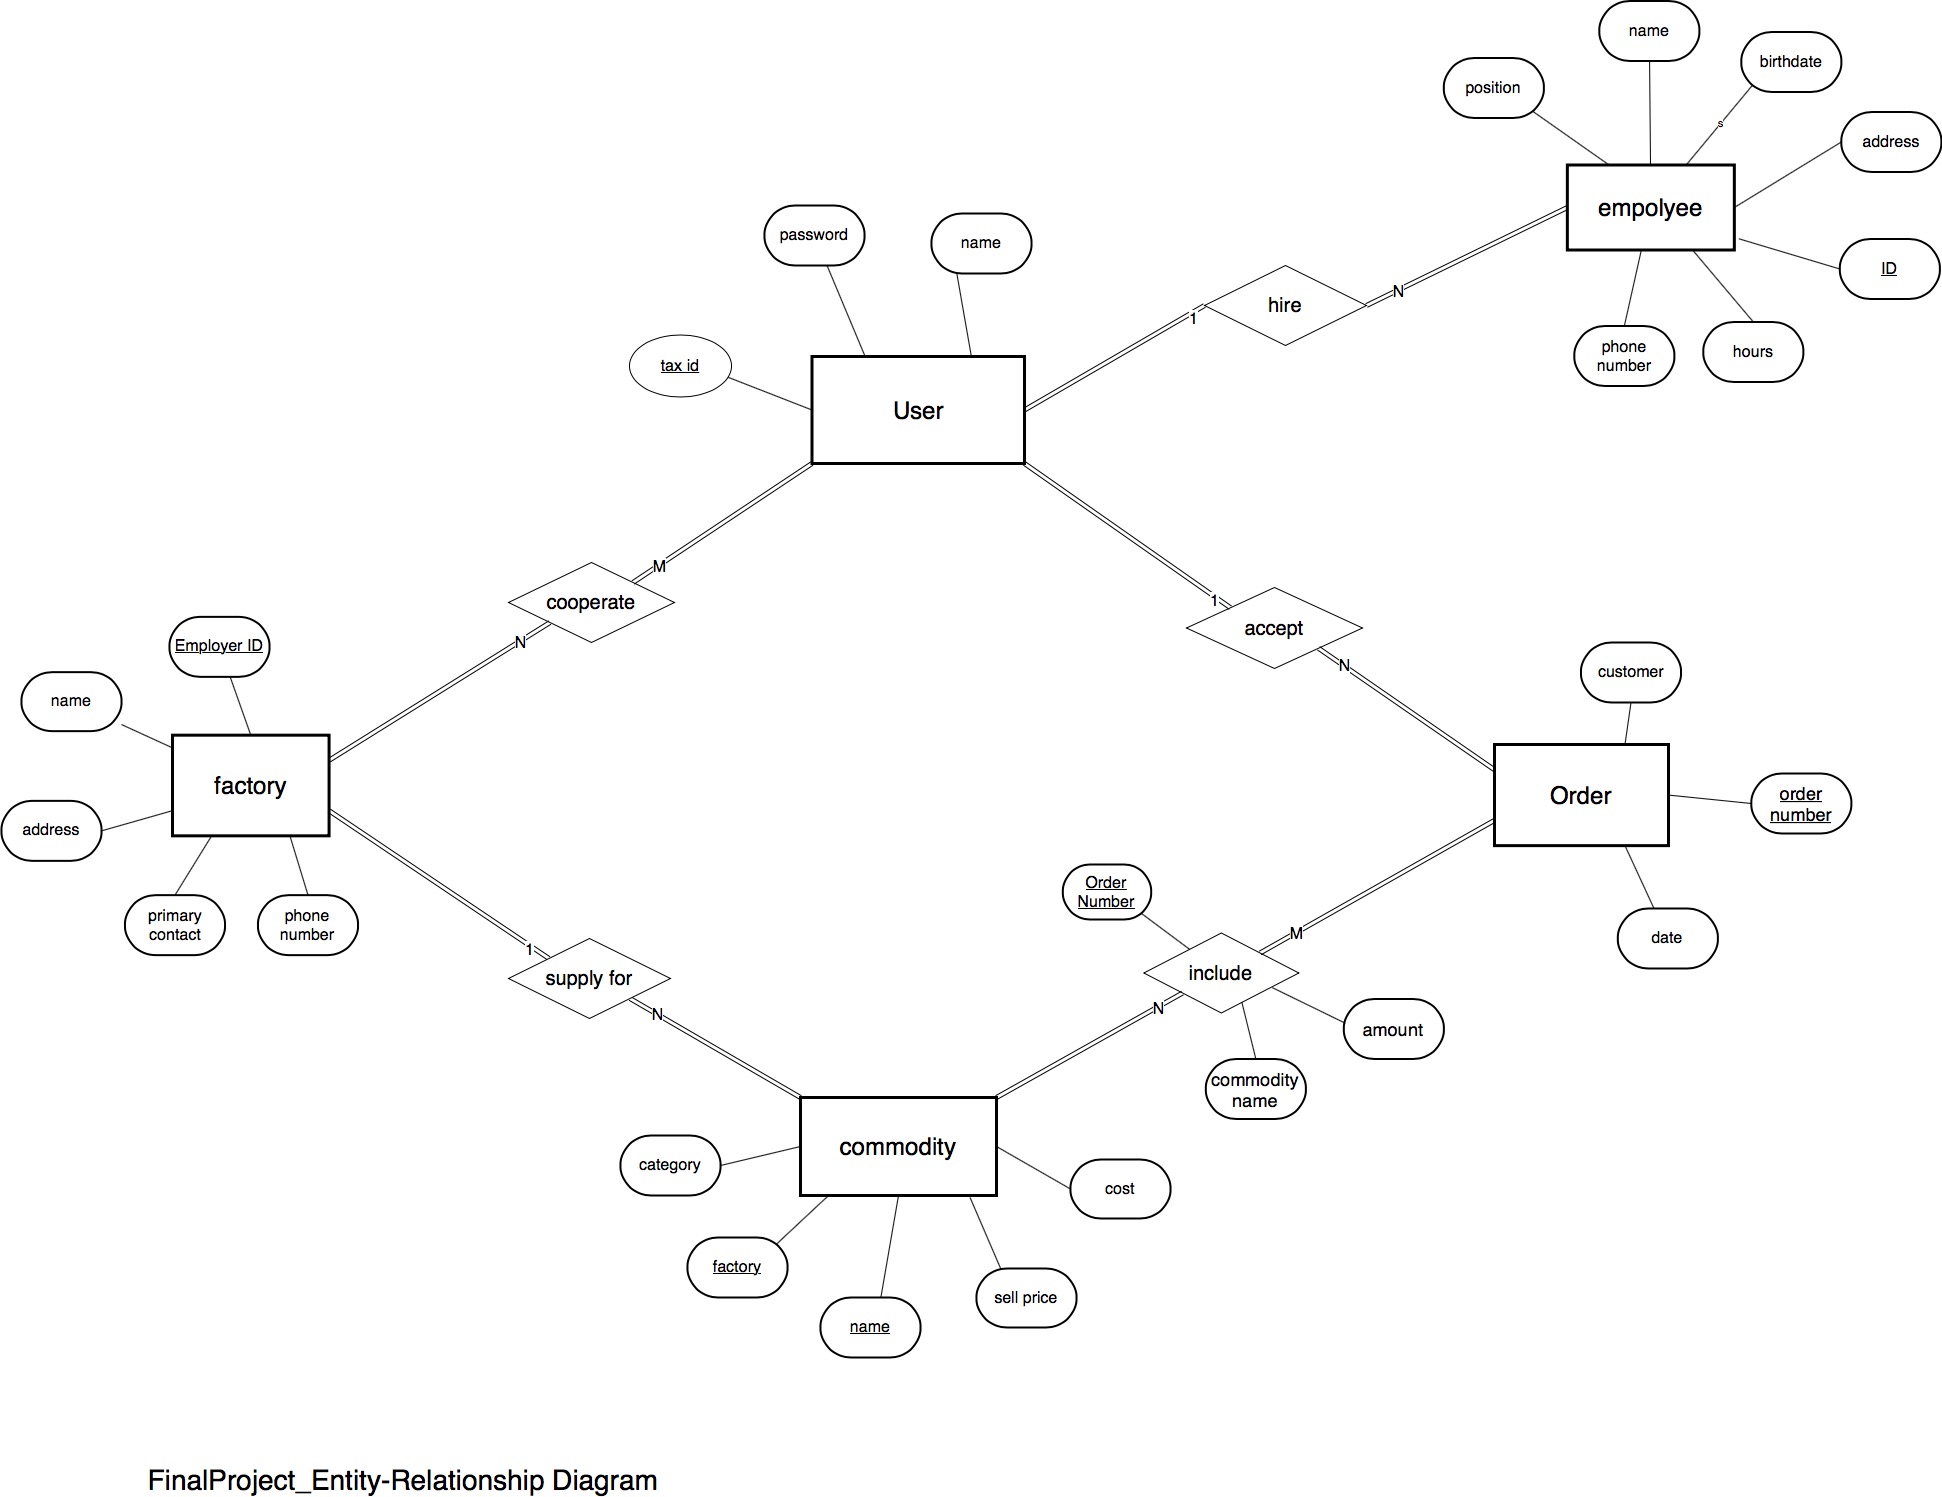 name
birthdate
position
s
address
empolyee
password
name
ID
hire
N
1
phone
number
hours
tax id
User
M
cooperate
N
1
accept
N
Employer ID
customer
name
factory
Order
order
number
address
Order
Number
primary
contact
phone
number
M
date
1
supply for
include
N
N
amount
commodity
name
commodity
category
cost
factory
sell price
name
FinalProject_Entity-Relationship Diagram